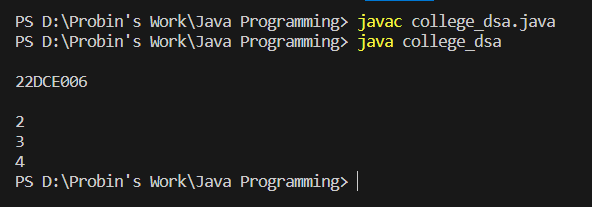 PS D:\Probin's Work\Java Programming> javac college_dsa.java
PS D:\Probin's Work\Java Programming> java college_dsa
22DCE006
2
3
4
PS D:\Probin's Work\Java Programming>